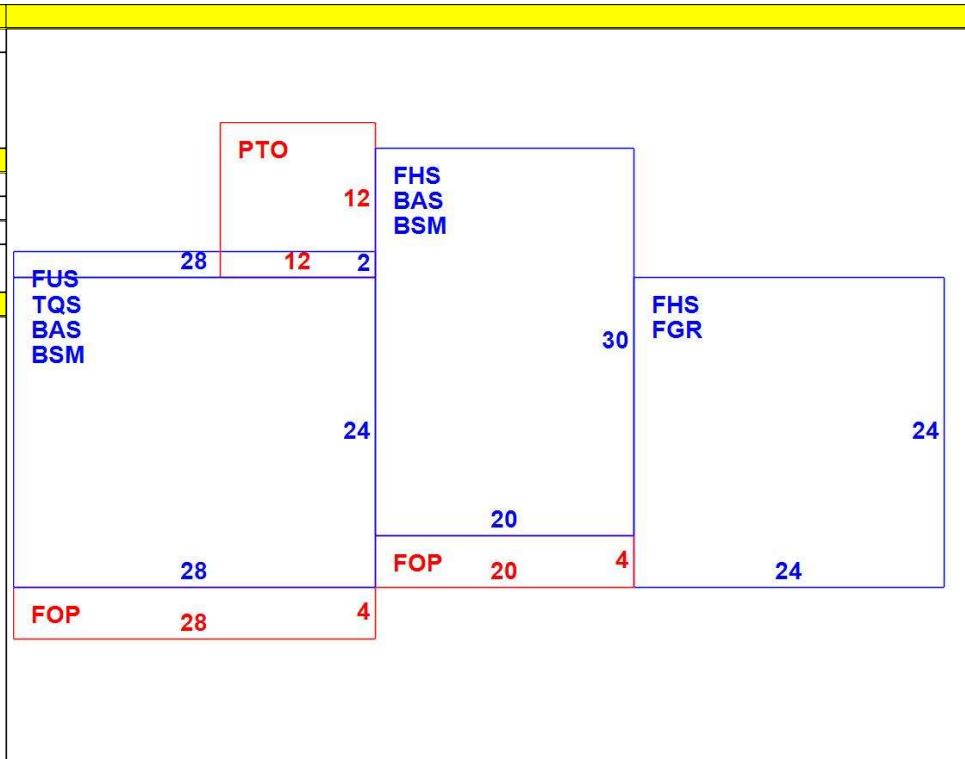 PTO
12
FHS
BAS
BSM
28 12 2
FUS
TQS
BAS
BSM
FHS
FGR
30
24
24
20
28
FOP 20 4
24
FOP 28 4